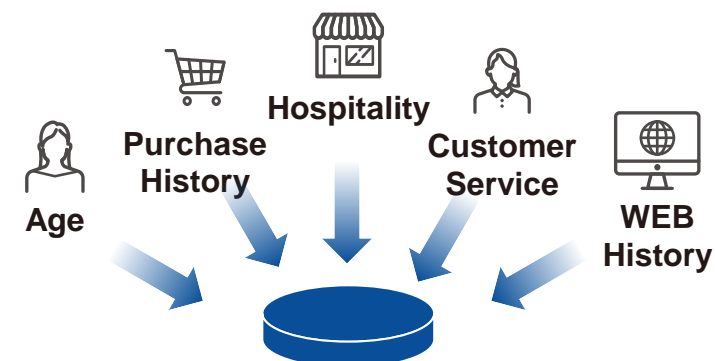 Age
Purchase
History
Hospitality
Customer
Service
WEB
History